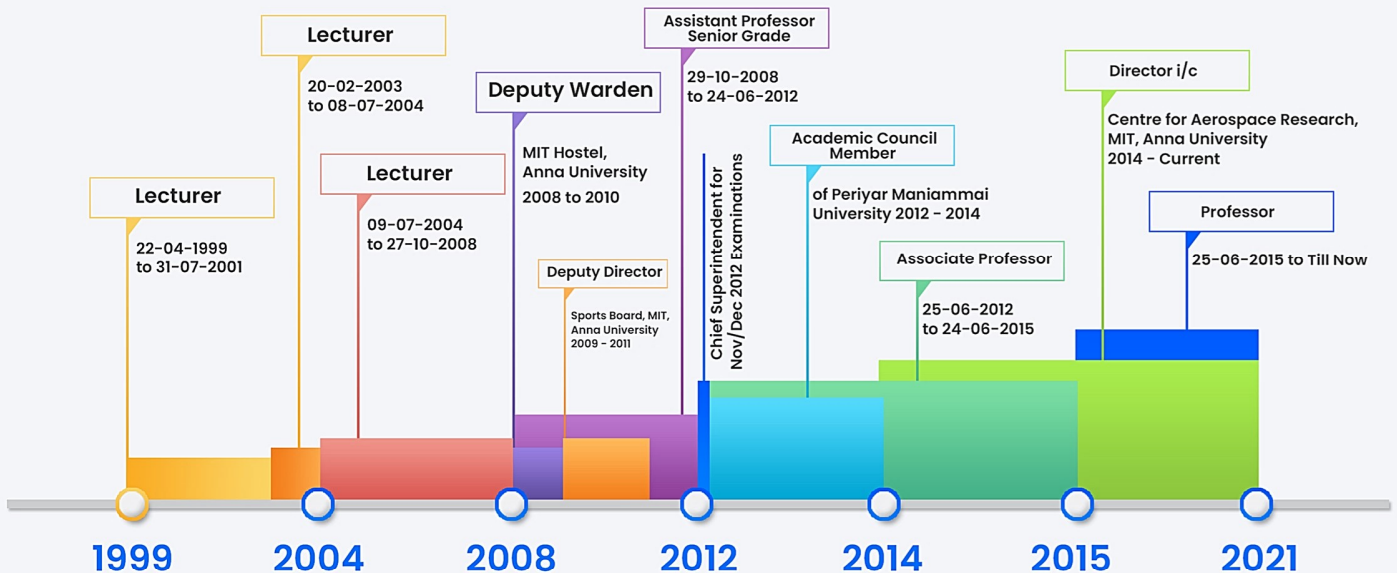 Lecturer
22-04-1999
to 31-07-2001
Lecturer
20-02-2003
to 08-07-2004
Lecturer
09-07-2004
to 27-10-2008
Deputy Warden
MIT Hostel,
Anna University
2008 to 2010
Deputy Director
Sports Board, MIT,
Anna University
2009 - 2011
Assistant Professor
Senior Grade
29-10-2008
to 24-06-2012
Chief Superintendent for
Nov/Dec 2012 Examinations
Academic Council
Member
of Periyar Maniammai
University 2012 - 2014
Associate Professor
25-06-2012
to 24-06-2015
Director i/c
Centre for Aerospace Research,
MIT, Anna University
2014 - Current
Professor
25-06-2015 to Till Now
1999
2004
2008
2012
2014
2015
2021